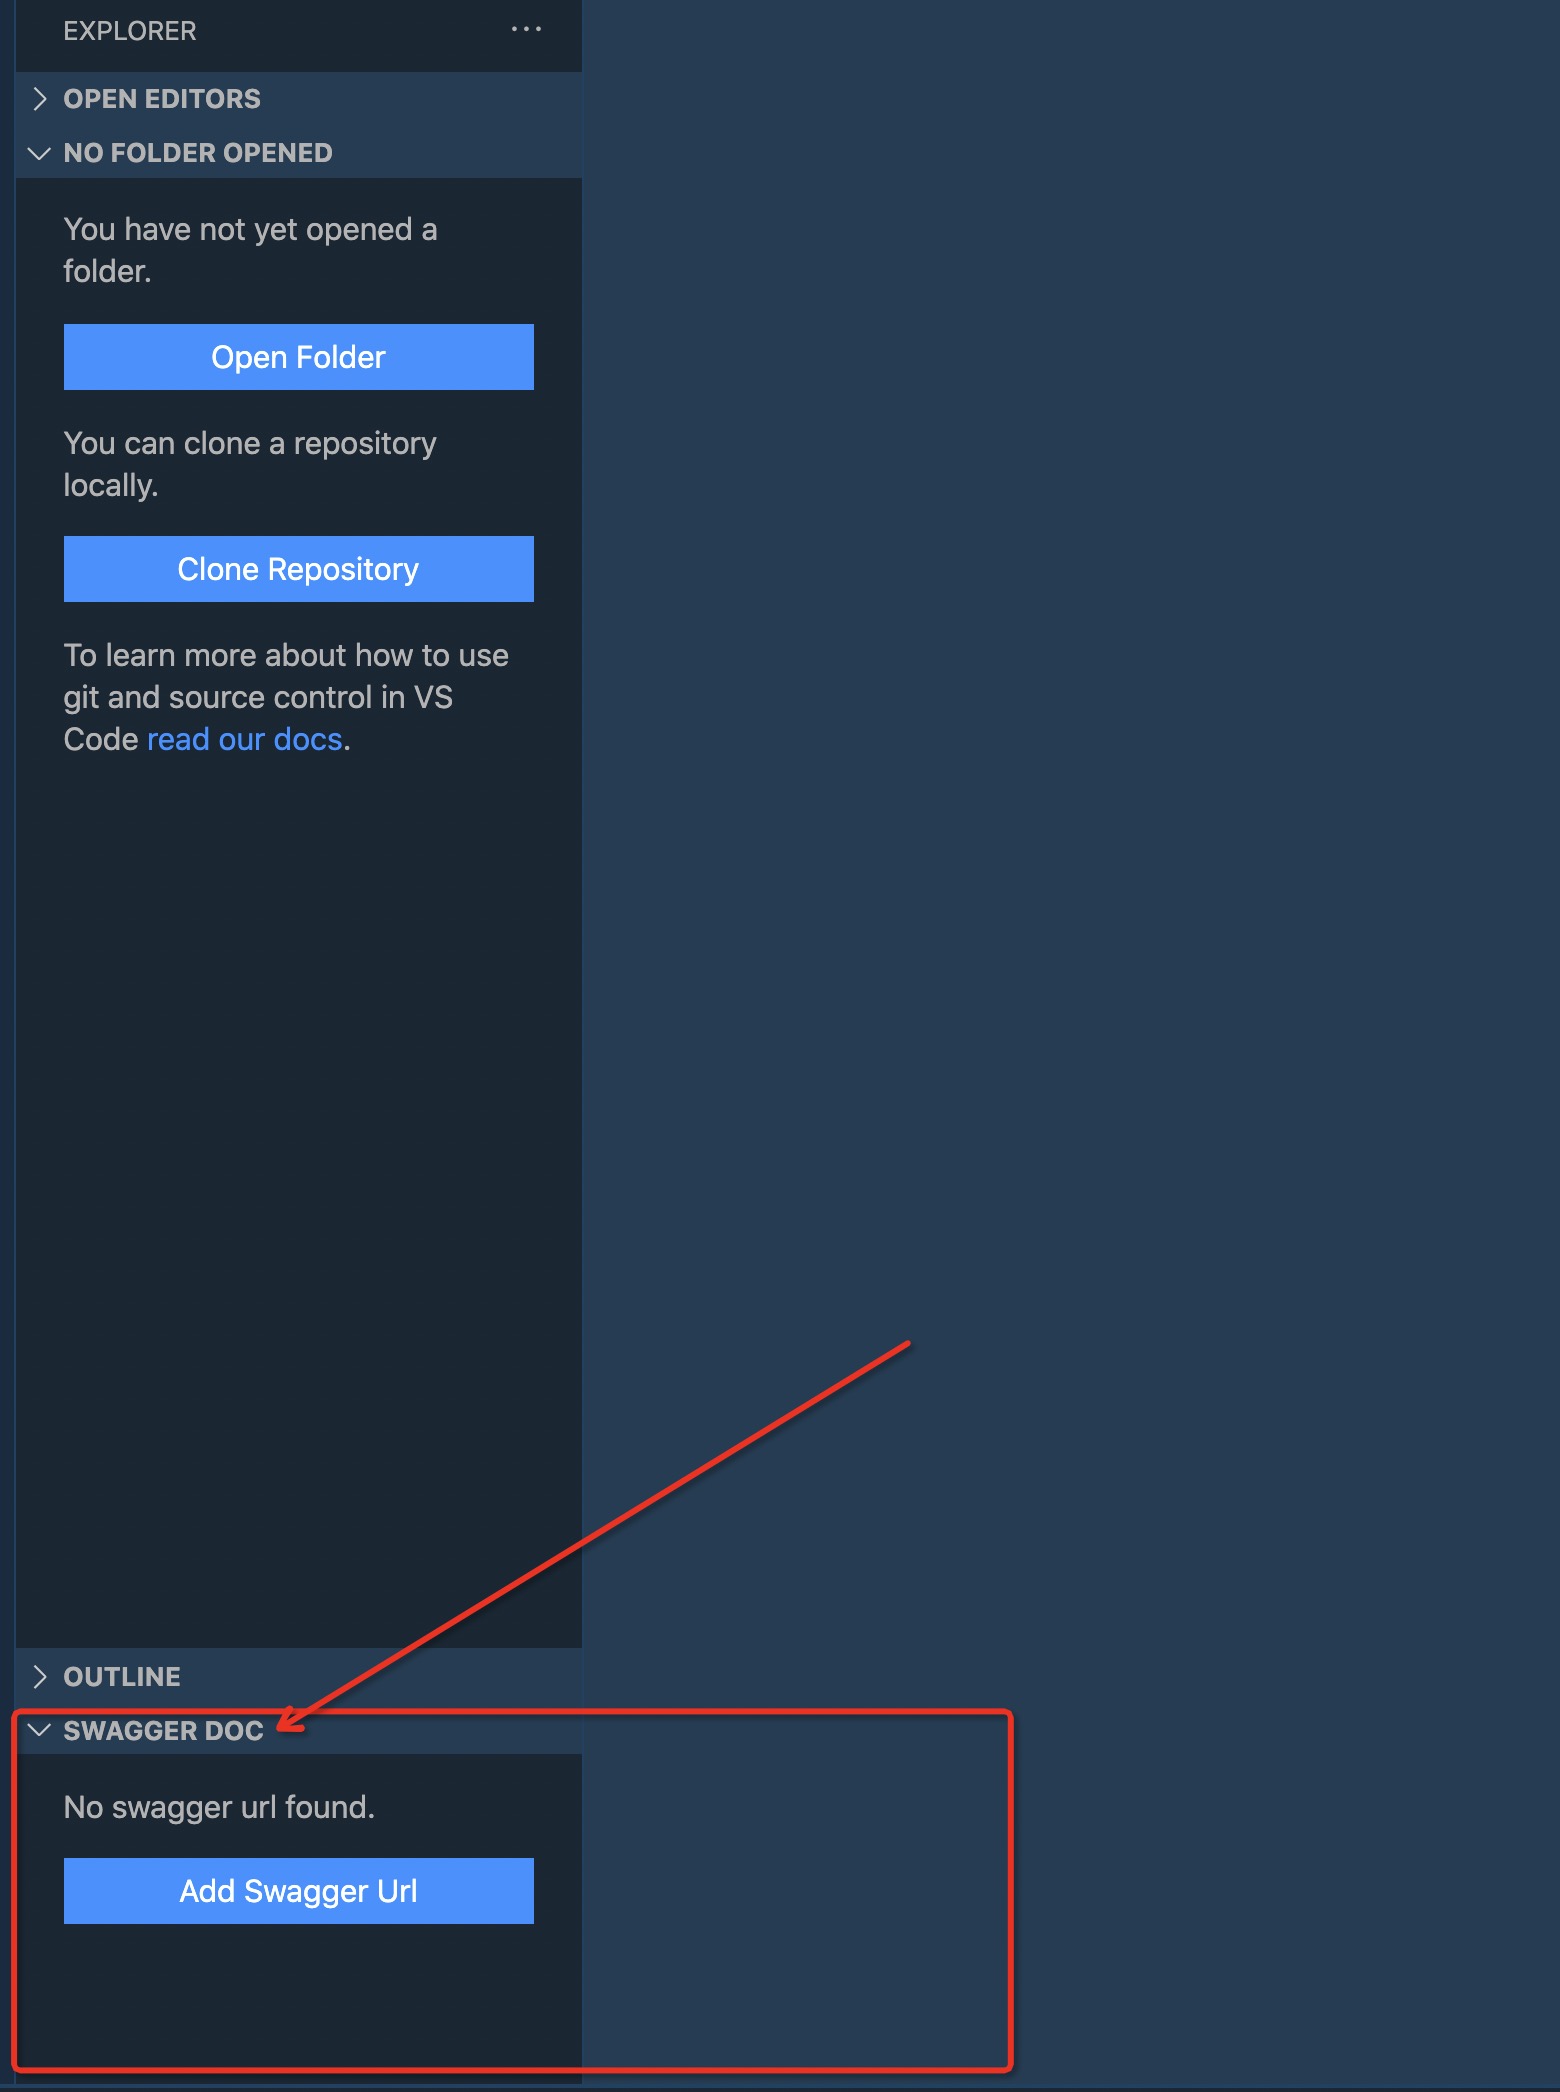 EXPLORER
OPEN EDITORS
NO FOLDER OPENED
You have not yet opened a
folder.
Open Folder
You can clone a repository
locally.
Clone Repository
To learn more about how to use
git and source control in VS
Code read our docs.
OUTLINE
SWAGGER DOC
No swagger url found.
Add Swagger Url